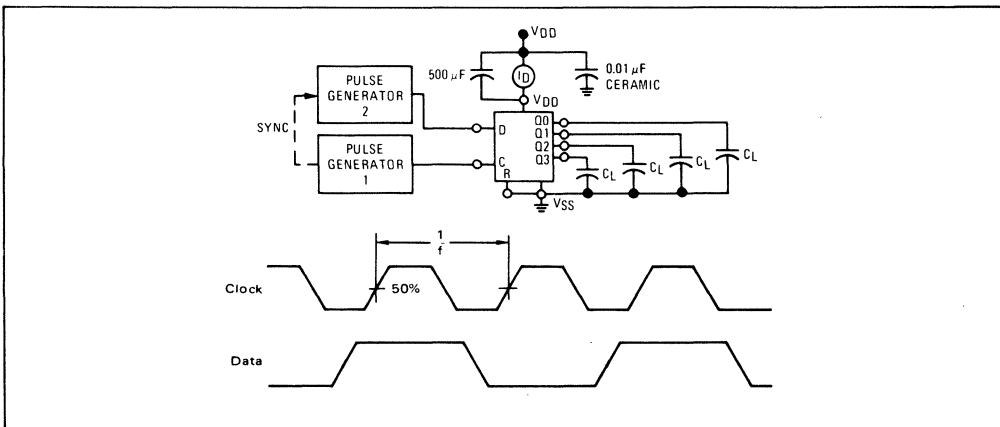 VDD
500 µF
ID
0.01 µF
CERAMIC
VDD
PULSE
GENERATOR
2
SYNC
PULSE
GENERATOR
1
D
C
R
Q0
Q1
Q2
Q3
CL
CL
CL
CL
VSS
1
f
Clock
50%
Data